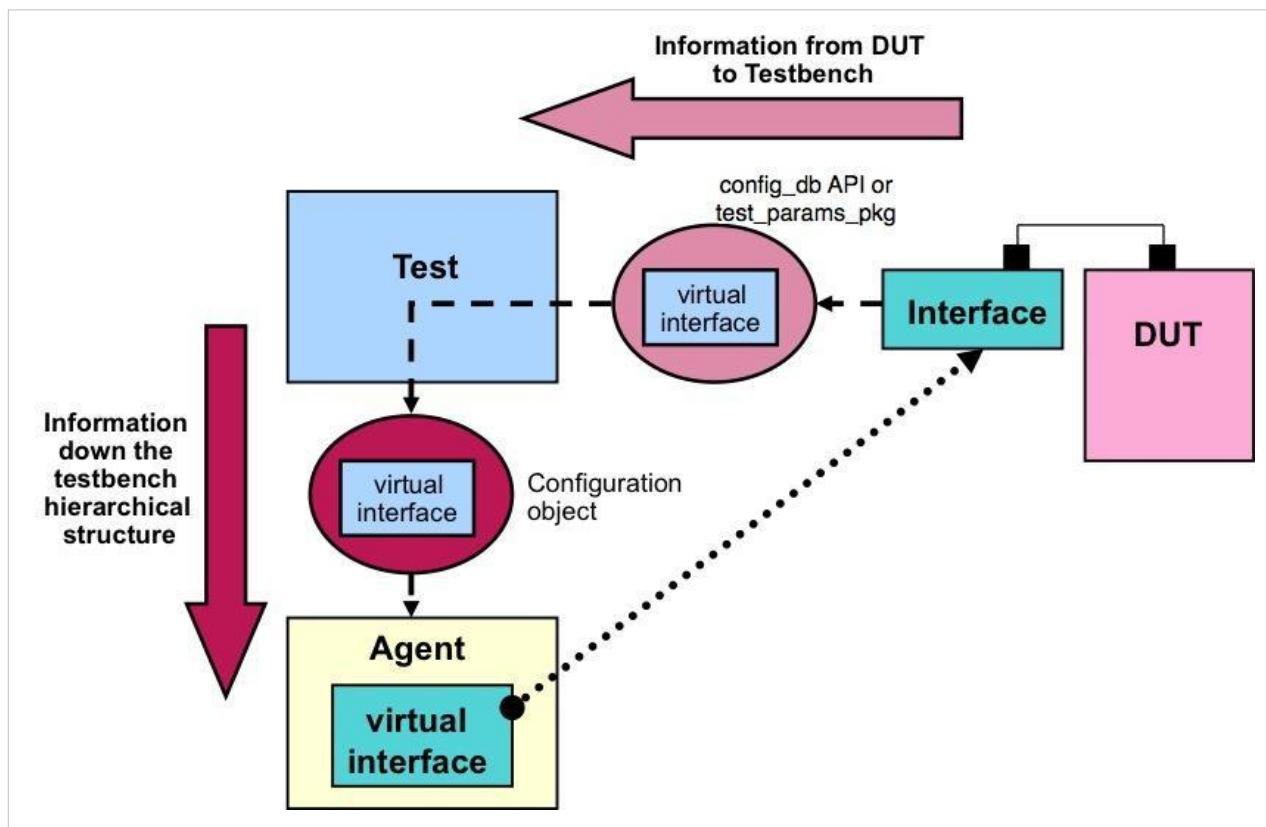 Information from DUT
to Testbench
config_db API or
test_params_pkg
Test
virtual
interface
Interface
DUT
Information
down the
testbench
hierarchical
structure
virtual
interface
Configuration
object
Agent
virtual
interface